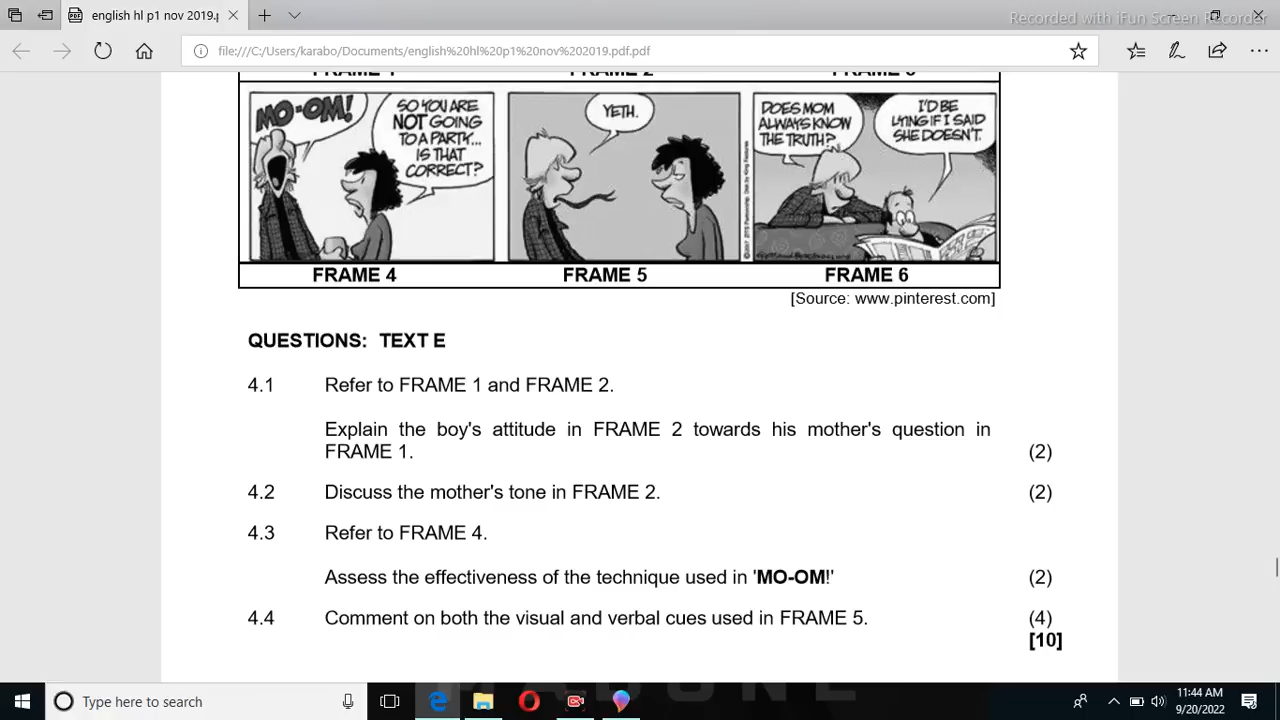 english hl p1 nov 2019.p
Recorded with iFun Screen Recorder
file:///C:/Users/karabo/Documents/english%20hl%20p1%20nov%202019.pdf.pdf
FRAME 1 FRAME 2 FRAME 3
MO-OM!
SO YOU ARE
NOT GOING
TO A PARTY...
IS THAT
CORRECT?
YETH.
DOES MOM
ALWAYS KNOW
THE TRUTH?
I'D BE
LYING IF I SAID
SHE DOESN'T.
FRAME 4 FRAME 5 FRAME 6
[Source: www.pinterest.com]
QUESTIONS: TEXT E
4.1 Refer to FRAME 1 and FRAME 2.
Explain the boy's attitude in FRAME 2 towards his mother's question in
FRAME 1. (2)
4.2 Discuss the mother's tone in FRAME 2. (2)
4.3 Refer to FRAME 4.
Assess the effectiveness of the technique used in 'MO-OM!' (2)
4.4 Comment on both the visual and verbal cues used in FRAME 5. (4)
[10]
Type here to search
11:44 AM
9/20/2022